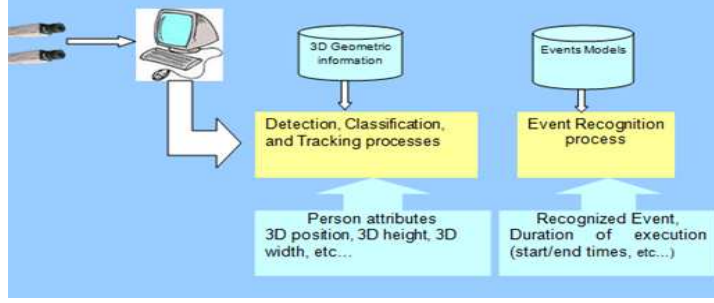 3D Geometric
information
Events Models
Detection, Classification,
and Tracking processes
Event Recognition
process
Person attributes
3D position, 3D height, 3D
width, etc…
Recognized Event,
Duration of execution
(start/end times, etc…)